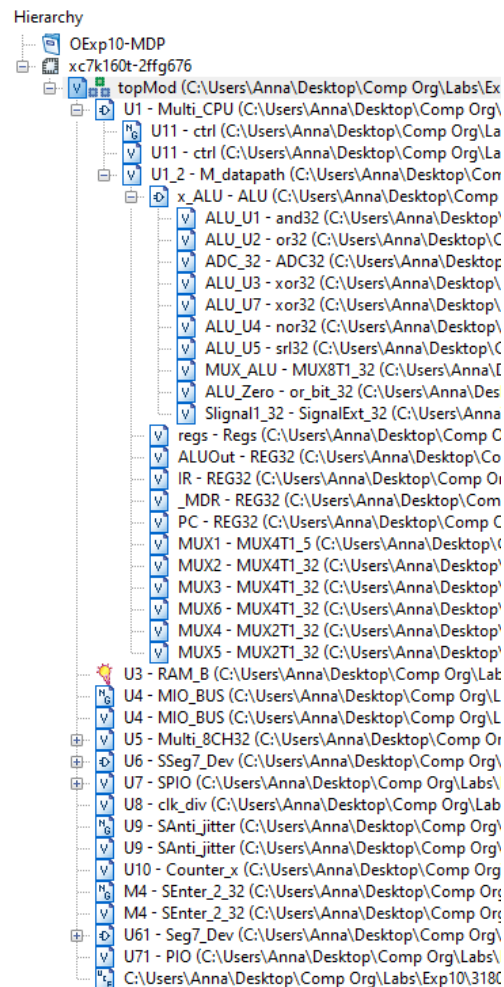 Hierarchy
OExp10-MDP
xc7k160t-2ffg676
topMod (C:\Users\Anna\Desktop\Comp Org\Labs\Ex
U1 - Multi_CPU (C:\Users\Anna\Desktop\Comp Org\
U11 - ctrl (C:\Users\Anna\Desktop\Comp Org\La
U11 - ctrl (C:\Users\Anna\Desktop\Comp Org\La
U1_2 - M_datapath (C:\Users\Anna\Desktop\Com
x_ALU - ALU (C:\Users\Anna\Desktop\Comp
ALU_U1 - and32 (C:\Users\Anna\Desktop\
ALU_U2 - or32 (C:\Users\Anna\Desktop\C
ADC_32 - ADC32 (C:\Users\Anna\Desktop
ALU_U3 - xor32 (C:\Users\Anna\Desktop\
ALU_U7 - xor32 (C:\Users\Anna\Desktop\
ALU_U4 - nor32 (C:\Users\Anna\Desktop\
ALU_U5 - srl32 (C:\Users\Anna\Desktop\C
MUX_ALU - MUX8T1_32 (C:\Users\Anna\D
ALU_Zero - or_bit_32 (C:\Users\Anna\Des
Slignal1_32 - SignalExt_32 (C:\Users\Anna
regs - Regs (C:\Users\Anna\Desktop\Comp O
ALUOut - REG32 (C:\Users\Anna\Desktop\Co
IR - REG32 (C:\Users\Anna\Desktop\Comp Or
_MDR - REG32 (C:\Users\Anna\Desktop\Com
PC - REG32 (C:\Users\Anna\Desktop\Comp O
MUX1 - MUX4T1_5 (C:\Users\Anna\Desktop\C
MUX2 - MUX4T1_32 (C:\Users\Anna\Desktop\
MUX3 - MUX4T1_32 (C:\Users\Anna\Desktop\
MUX6 - MUX4T1_32 (C:\Users\Anna\Desktop\
MUX4 - MUX2T1_32 (C:\Users\Anna\Desktop\
MUX5 - MUX2T1_32 (C:\Users\Anna\Desktop\
U3 - RAM_B (C:\Users\Anna\Desktop\Comp Org\Lab
U4 - MIO_BUS (C:\Users\Anna\Desktop\Comp Org\L
U4 - MIO_BUS (C:\Users\Anna\Desktop\Comp Org\L
U5 - Multi_8CH32 (C:\Users\Anna\Desktop\Comp Or
U6 - SSeg7_Dev (C:\Users\Anna\Desktop\Comp Org\
U7 - SPIO (C:\Users\Anna\Desktop\Comp Org\Labs\
U8 - clk_div (C:\Users\Anna\Desktop\Comp Org\Lab
U9 - SAnti_jitter (C:\Users\Anna\Desktop\Comp Org\
U9 - SAnti_jitter (C:\Users\Anna\Desktop\Comp Org\
U10 - Counter_x (C:\Users\Anna\Desktop\Comp Org
M4 - SEnter_2_32 (C:\Users\Anna\Desktop\Comp Org
M4 - SEnter_2_32 (C:\Users\Anna\Desktop\Comp Org
U61 - Seg7_Dev (C:\Users\Anna\Desktop\Comp Org\
U71 - PIO (C:\Users\Anna\Desktop\Comp Org\Labs\
C:\Users\Anna\Desktop\Comp Org\Labs\Exp10\3180